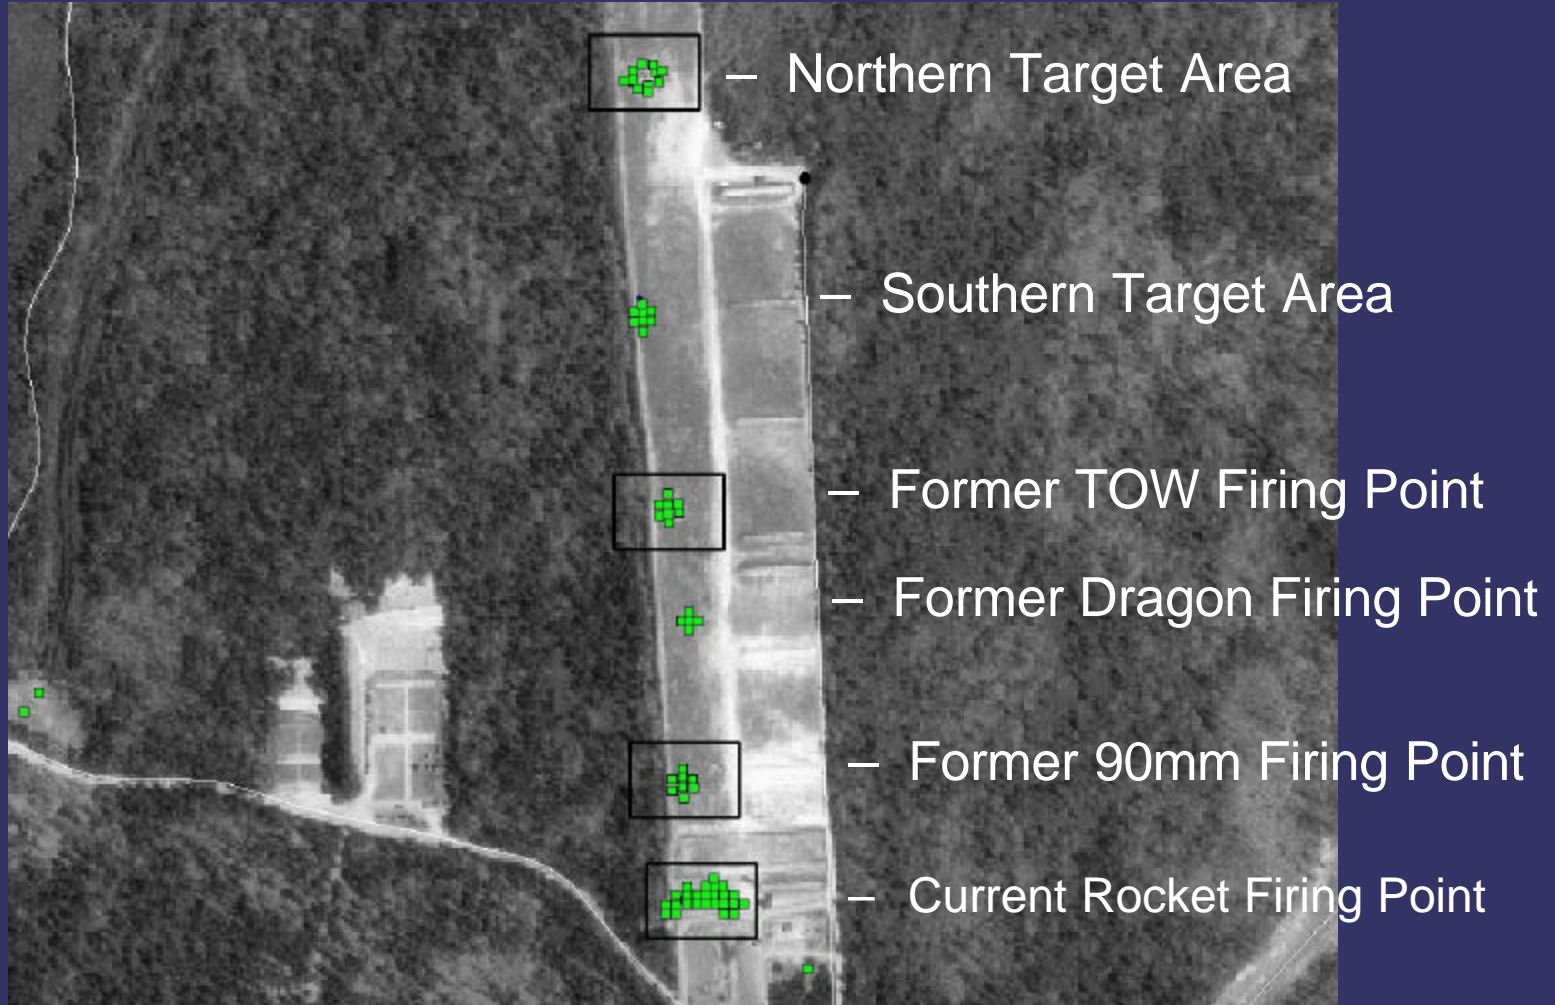 – Northern Target Area
– Southern Target Area
– Former TOW Firing Point
– Former Dragon Firing Point
– Former 90mm Firing Point
– Current Rocket Firing Point